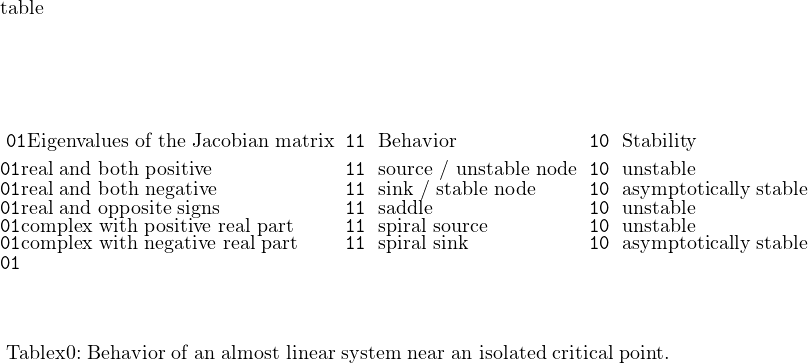 table
01Eigenvalues of the Jacobian matrix 11 Behavior 10 Stability
01real and both positive 11 source / unstable node 10 unstable
01real and both negative 11 sink / stable node 10 asymptotically stable
01real and opposite signs 11 saddle 10 unstable
01complex with positive real part 11 spiral source 10 unstable
01complex with negative real part 11 spiral sink 10 asymptotically stable
01
Tablex0: Behavior of an almost linear system near an isolated critical point.